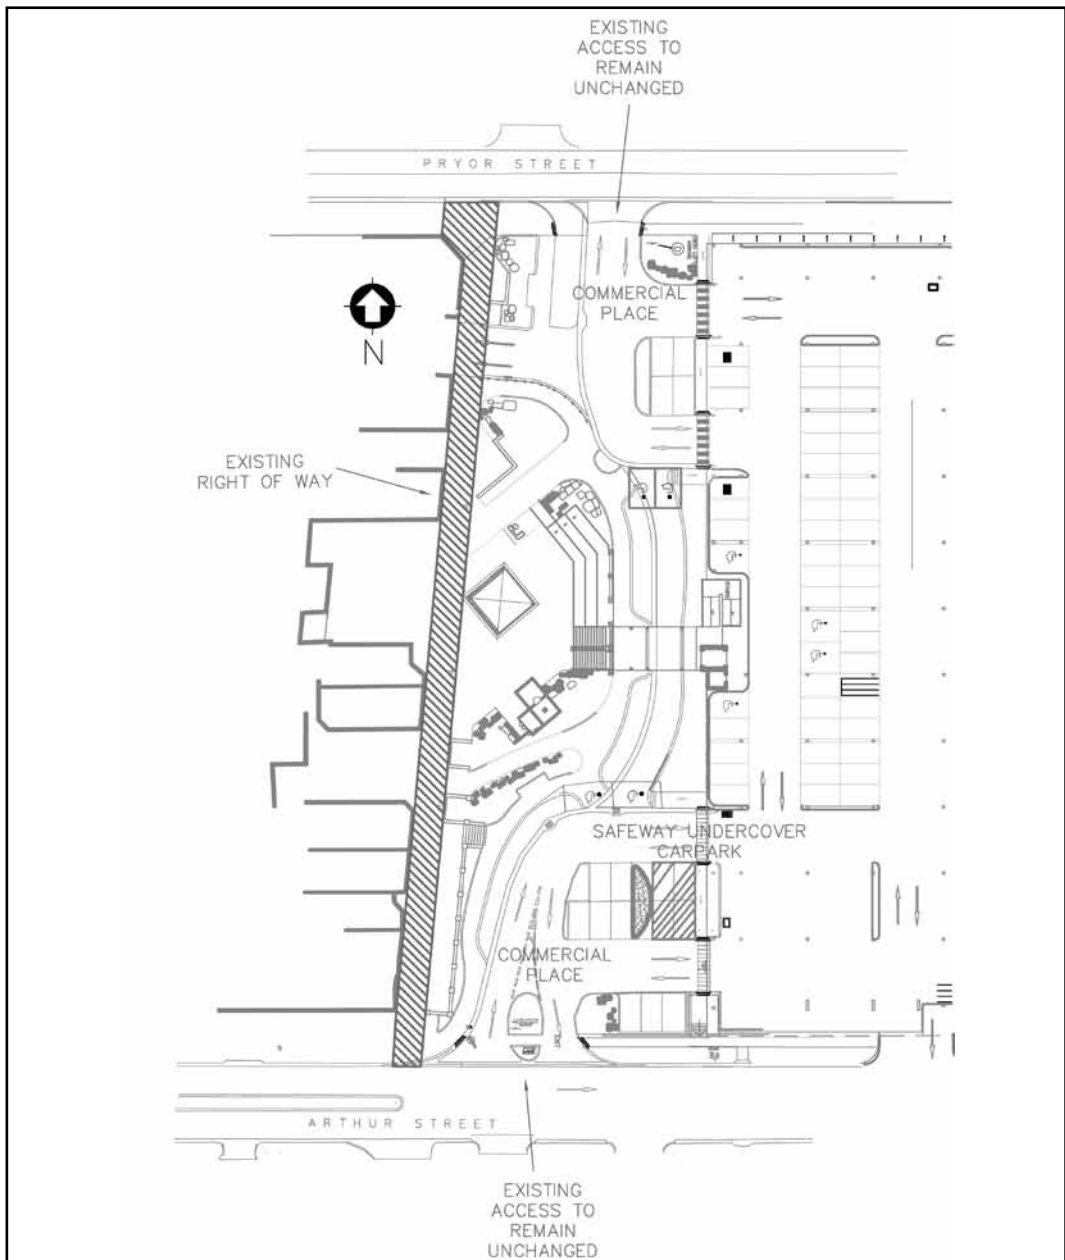 EXISTING
ACCESS TO
REMAIN
UNCHANGED
PRYOR STREET
COMMERCIAL
PLACE
N
EXISTING
RIGHT OF WAY
SAFEWAY UNDERCOVER
CARPARK
COMMERCIAL
PLACE
ARTHUR STREET
EXISTING
ACCESS TO
REMAIN
UNCHANGED